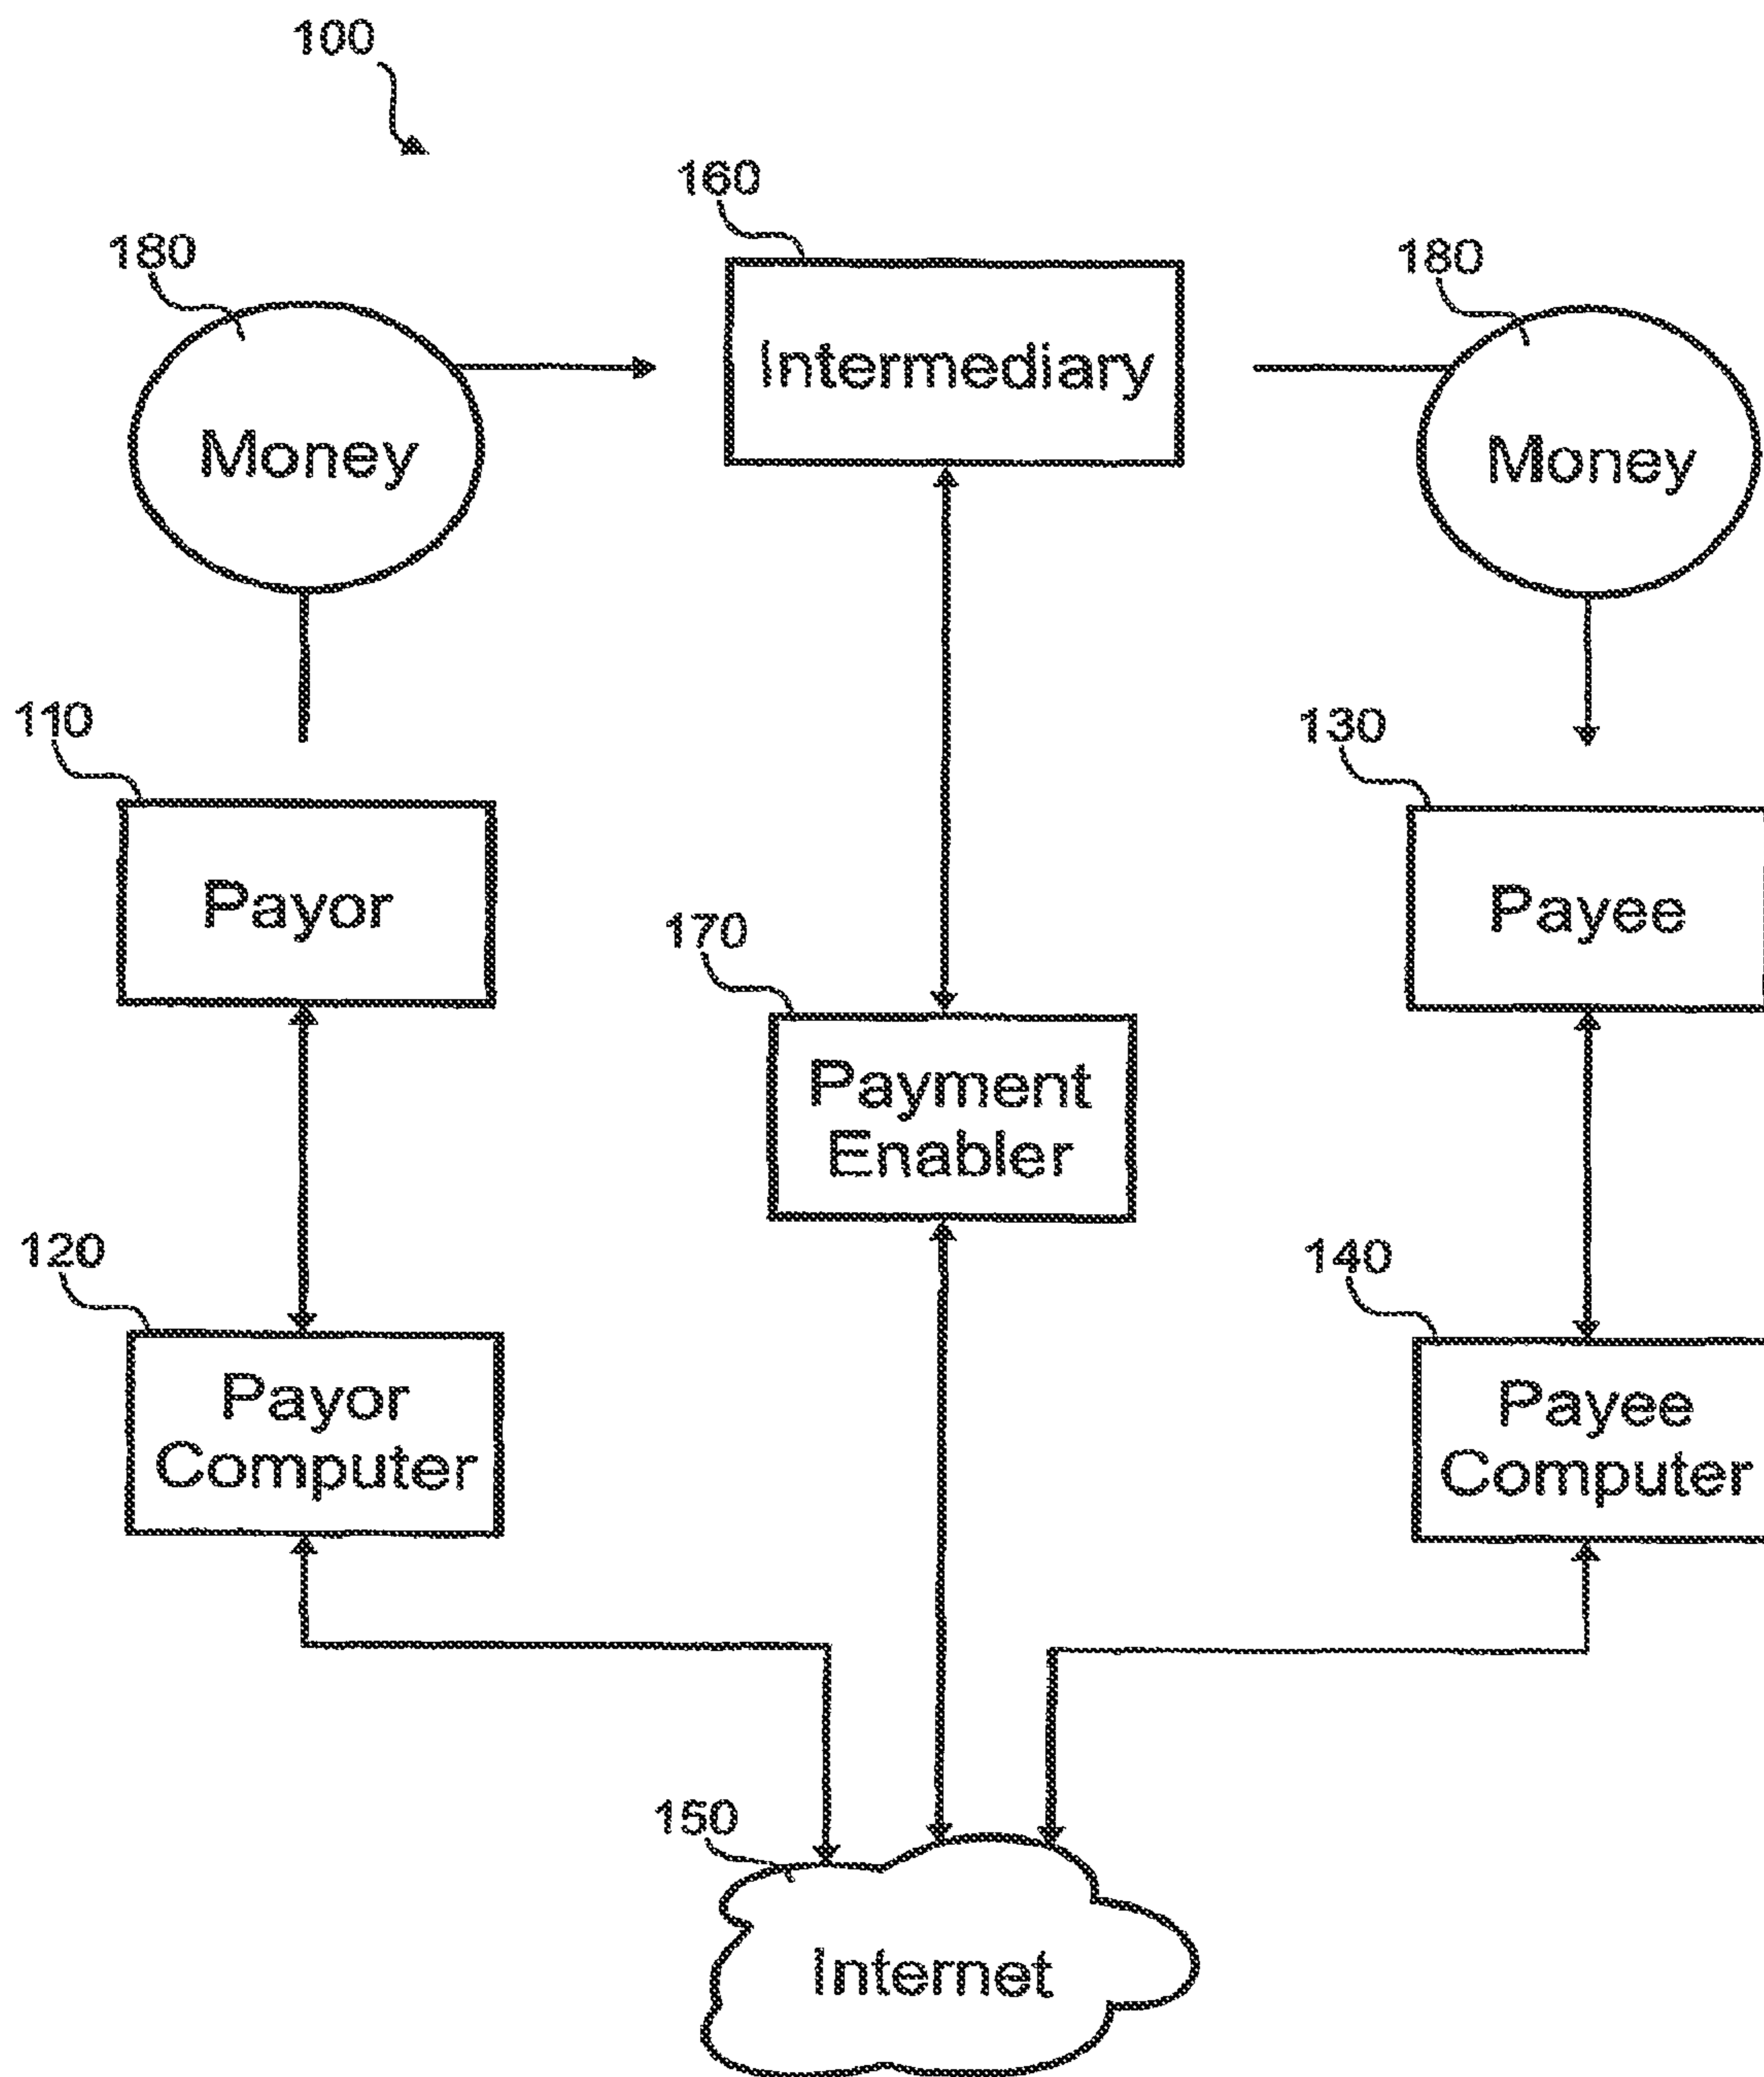 100
160
180
180
Intermediary
Money
Money
110
130
Payor
Payee
170
Payment
Enabler
120
140
Payor
Computer
Payee
Computer
150
Internet